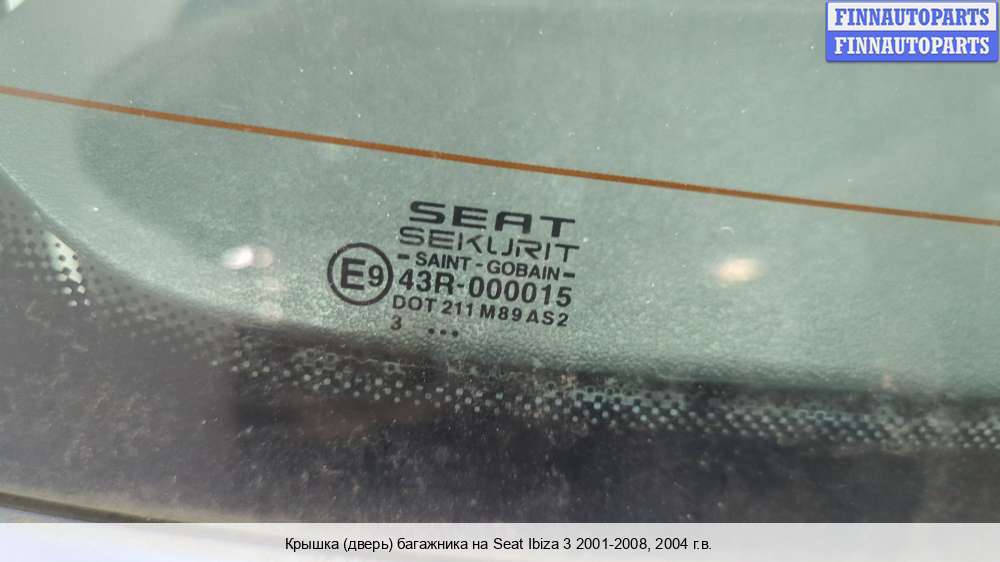 FINNAUTOPARTS
FINNAUTOPARTS
SEAT
SEKURIT
- SAINT - GOBAIN -
E9 43R-000015
DOT 211 M89 AS2
3 ...
Крышка (дверь) багажника на Seat Ibiza 3 2001-2008, 2004 г.в.